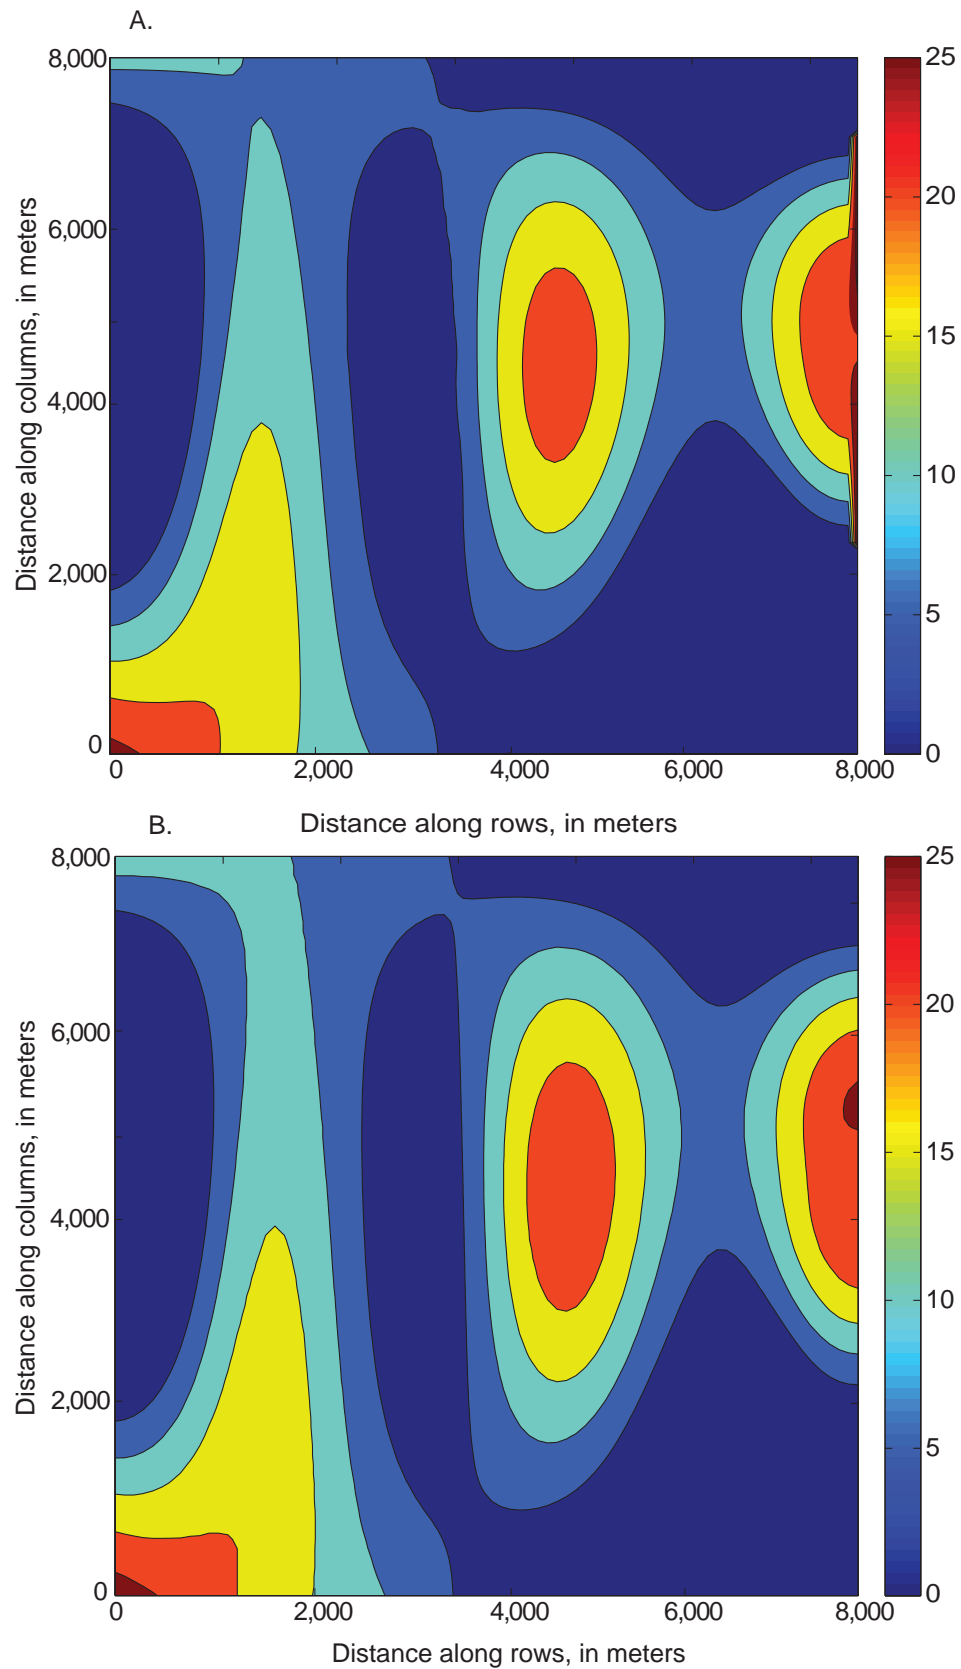 A.
8,000
6,000
4,000
2,000
0
Distance along columns, in meters
0 2,000 4,000 6,000 8,000
Distance along rows, in meters
25
20
15
10
5
0
B.
8,000
6,000
4,000
2,000
0
Distance along columns, in meters
0 2,000 4,000 6,000 8,000
Distance along rows, in meters
25
20
15
10
5
0